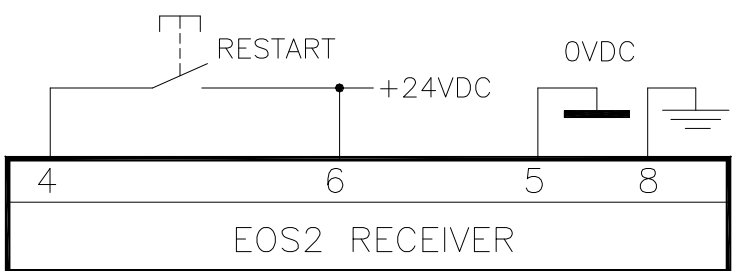 RESTART
0VDC
+24VDC
4 6 5 8
EOS2 RECEIVER